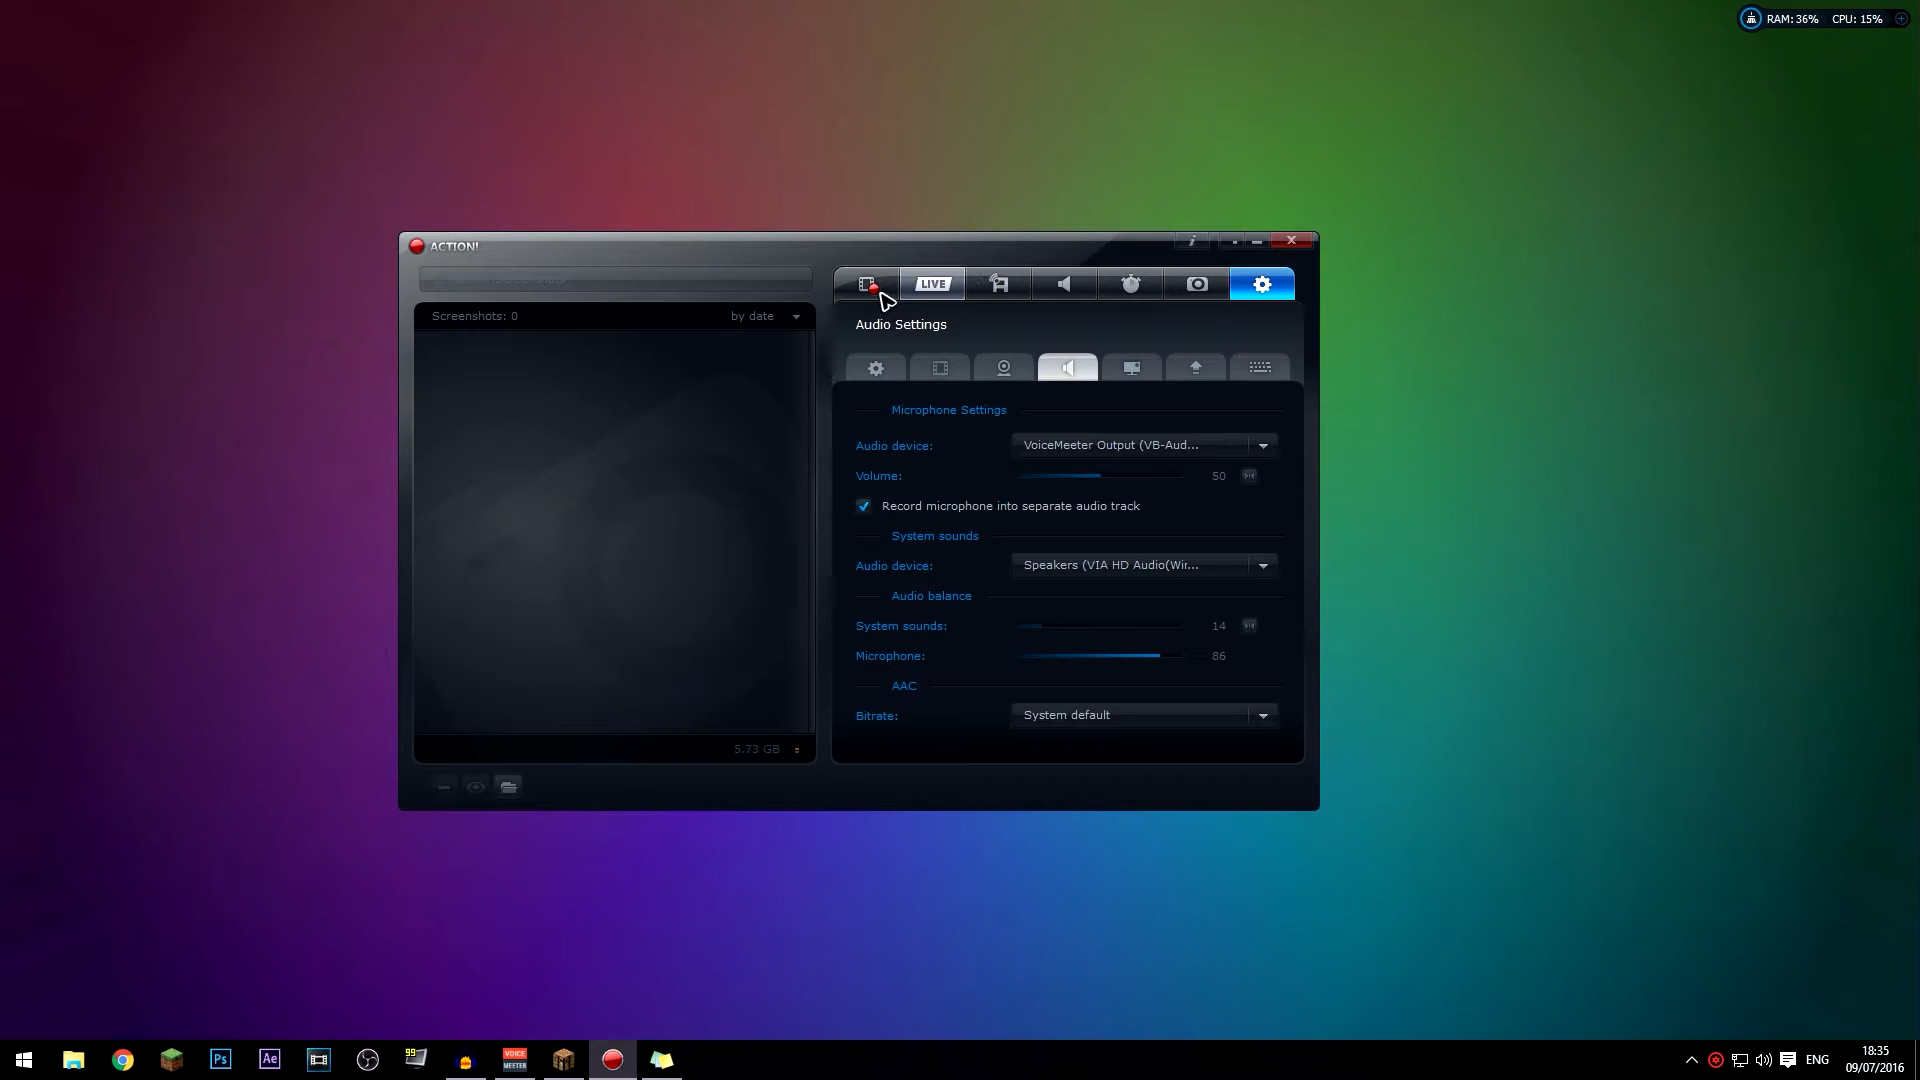 RAM: 36% CPU: 15%
ACTION!
i
LIVE
Screenshots: 0 by date
Audio Settings
Microphone Settings
Audio device: VoiceMeeter Output (VB-Aud...
Volume: 50
Record microphone into separate audio track
System sounds
Audio device: Speakers (VIA HD Audio(Wir...
Audio balance
System sounds: 14
Microphone: 86
AAC
Bitrate: System default
5.73 GB
Ps
Ae
99
VOICE
MEETER
ENG
18:35
09/07/2016